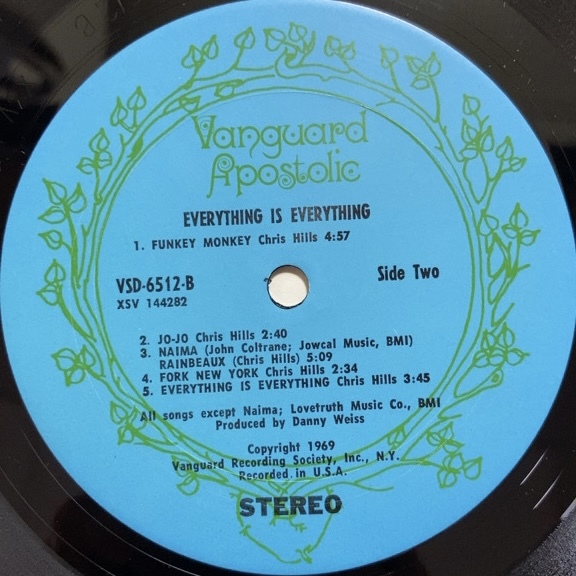 Vanguard
Apostolic
EVERYTHING IS EVERYTHING
1. FUNKEY MONKEY Chris Hills 4:57
VSD-6512-B
XSV 144282
Side Two
2. JO-JO Chris Hills 2:40
3. NAIMA (John Coltrane; Jowcal Music, BMI)
RAINBEAUX (Chris Hills) 5:09
4. FORK NEW YORK Chris Hills 2:34
5. EVERYTHING IS EVERYTHING Chris Hills 3:45
All songs except Naima; Lovetruth Music Co., BMI
Produced by Danny Weiss
Copyright 1969
Vanguard Recording Society, Inc., N.Y.
Recorded in U.S.A.
STEREO